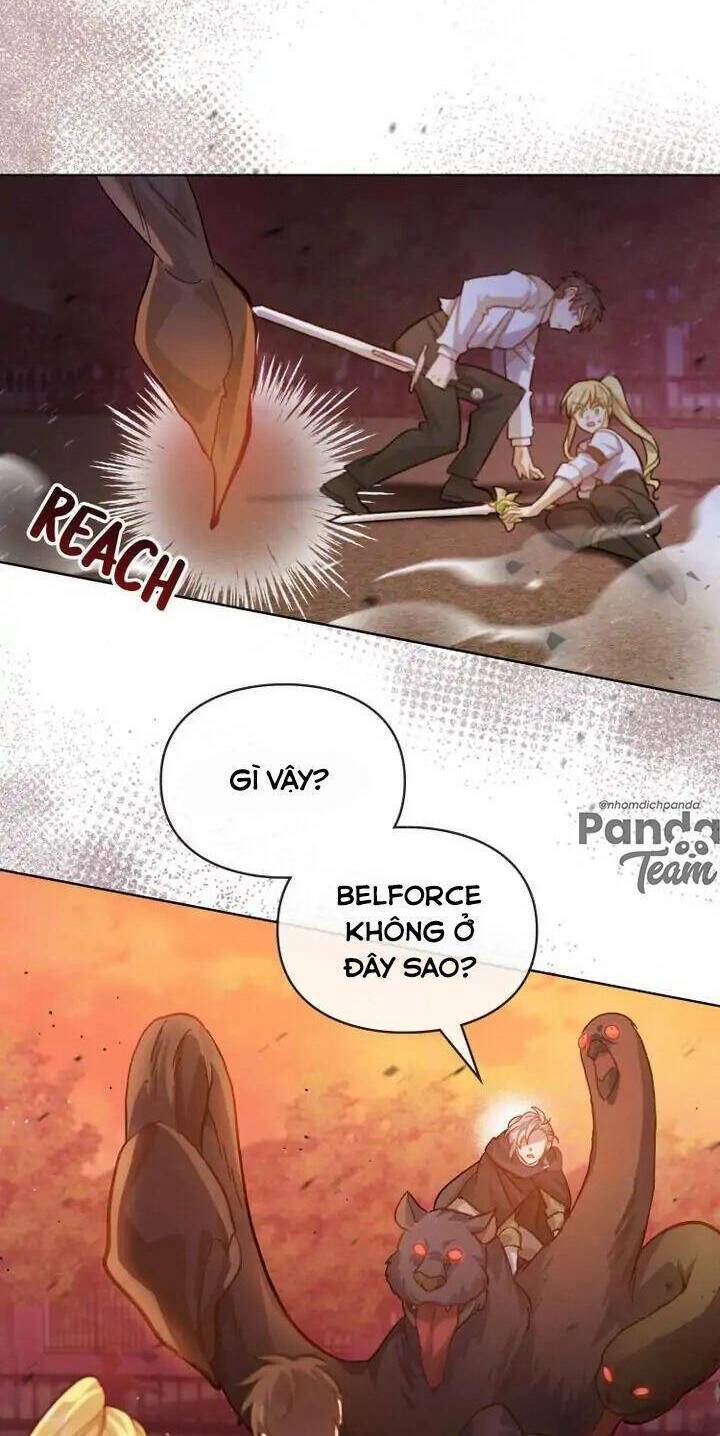 REACH
GÌ VẬY?
@nhomdichpanda
Panda
Team
BELFORCE
KHÔNG Ở
ĐÂY SAO?